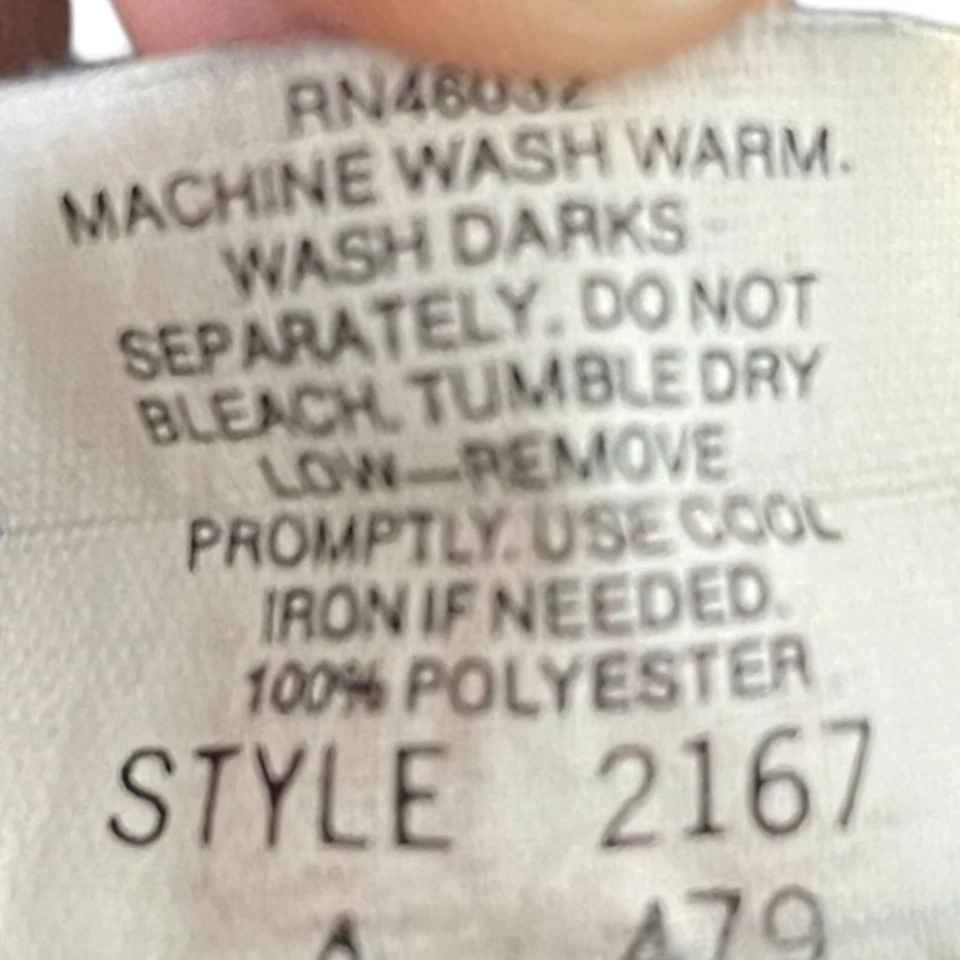 MACHINE WASH WARM.
WASH DARKS
SEPARATELY. DO NOT
BLEACH. TUMBLE DRY
LOW—REMOVE
PROMPTLY. USE COOL
IRON IF NEEDED.
100% POLYESTER
STYLE 2167
A 479